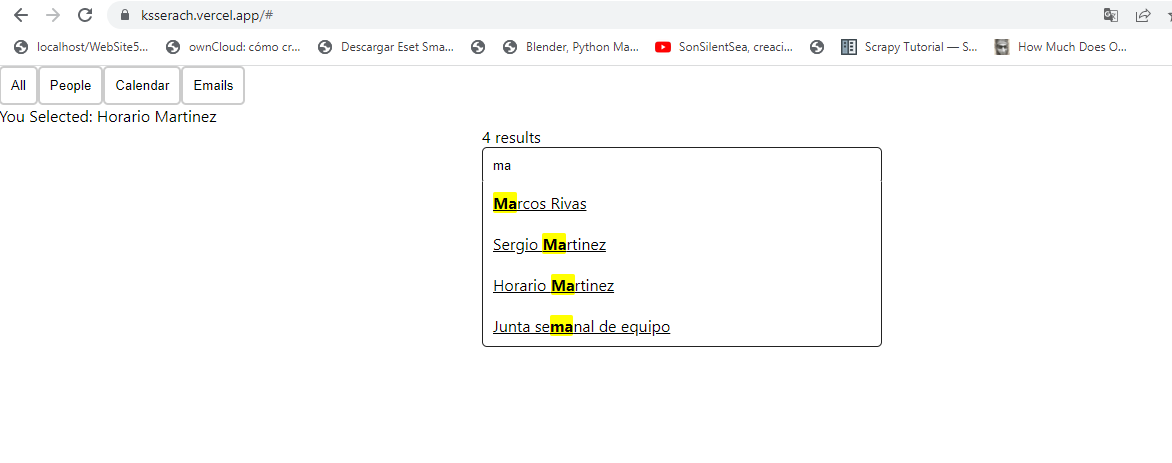 ksserach.vercel.app/#
localhost/WebSite5... ownCloud: cómo cr... Descargar Eset Sma... Blender, Python Ma... SonSilentSea, creaci... Scrapy Tutorial — S... How Much Does O...
All People Calendar Emails
You Selected: Horario Martinez
4 results
ma
Marcos Rivas
Sergio Martinez
Horario Martinez
Junta semanal de equipo